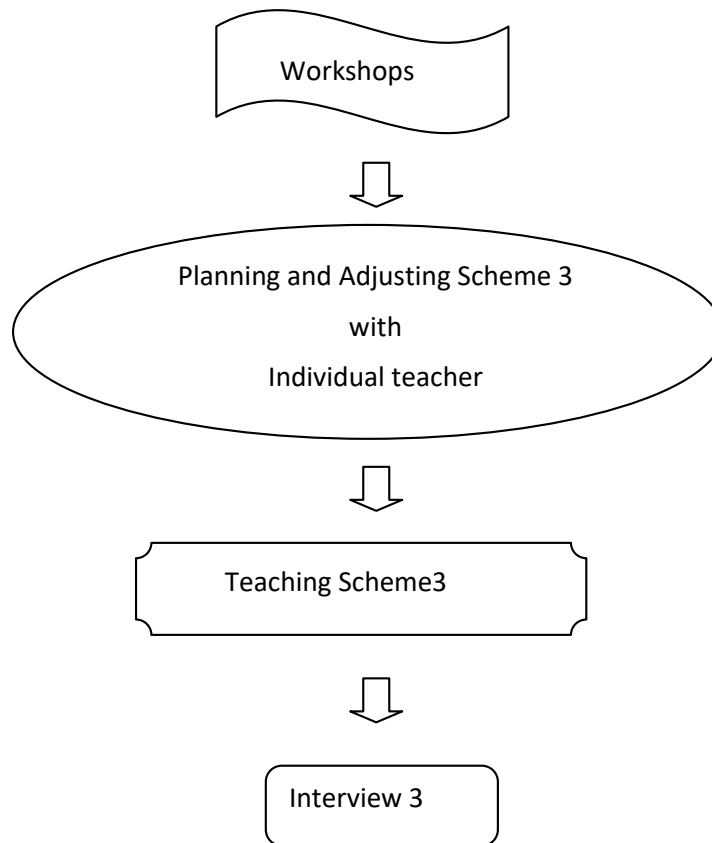 Workshops
Planning and Adjusting Scheme 3
with
Individual teacher
Teaching Scheme3
Interview 3